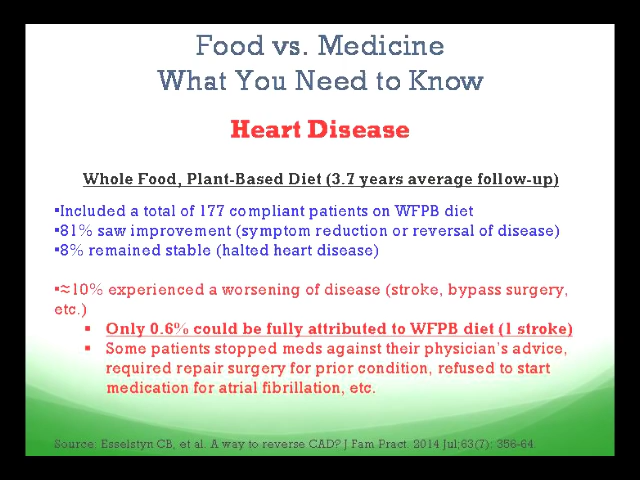 Food vs. Medicine
What You Need to Know
Heart Disease
Whole Food, Plant-Based Diet (3.7 years average follow-up)
▪Included a total of 177 compliant patients on WFPB diet
▪81% saw improvement (symptom reduction or reversal of disease)
▪8% remained stable (halted heart disease)
▪≈10% experienced a worsening of disease (stroke, bypass surgery,
etc.)
▪ Only 0.6% could be fully attributed to WFPB diet (1 stroke)
▪ Some patients stopped meds against their physician's advice,
required repair surgery for prior condition, refused to start
medication for atrial fibrillation, etc.
Source: Esselstyn CB, et al. A way to reverse CAD? J Fam Pract. 2014 Jul;63(7): 356-64.